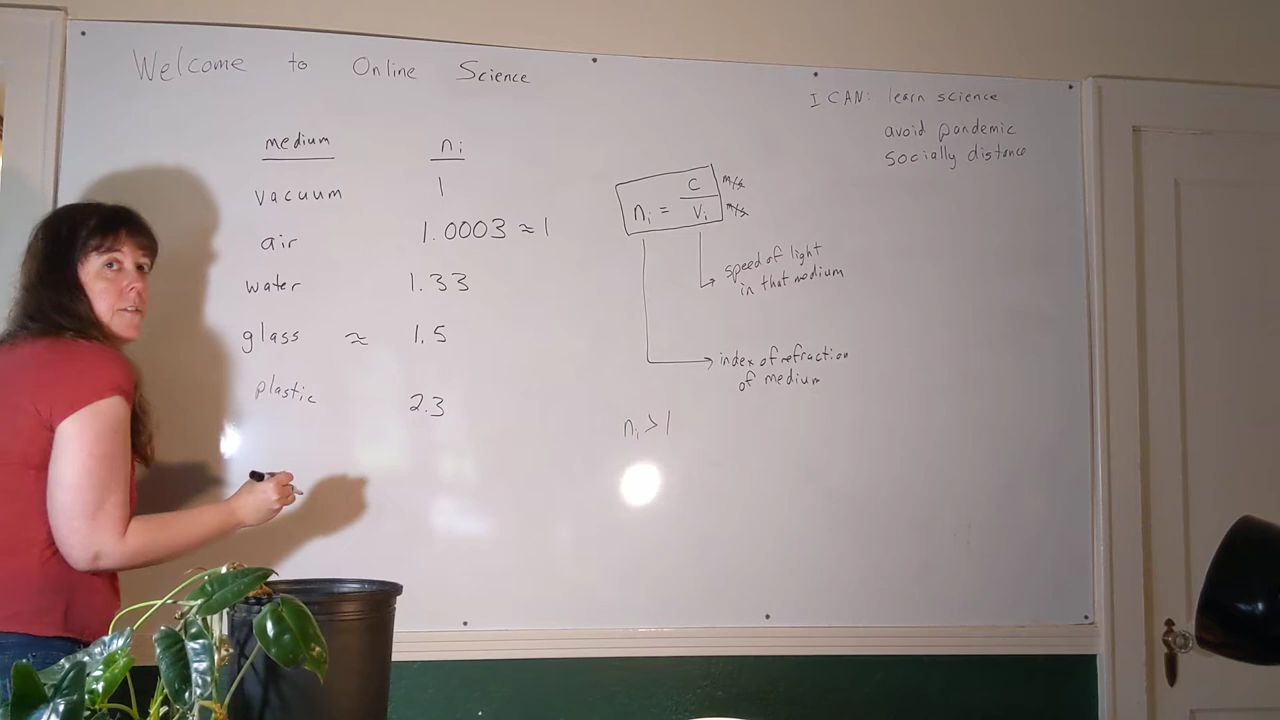 Welcome to Online Science
I CAN: learn science
avoid pandemic
socially distance
medium nᵢ
vacuum 1
air 1.0003 ≈ 1
water 1.33
glass ≈ 1.5
plastic 2.3
nᵢ = c/vᵢ m/s m/s
speed of light
in that medium
index of refraction
of medium
nᵢ > 1